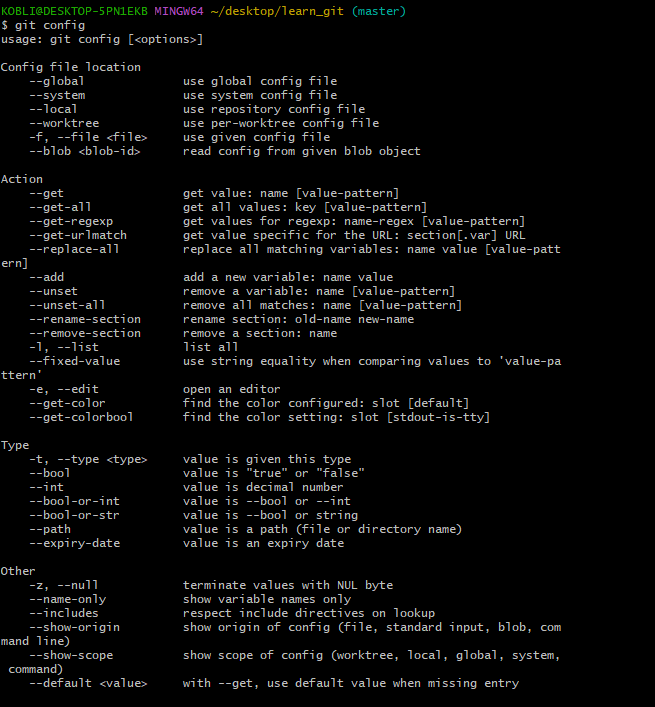 KOBLI@DESKTOP-5PN1EKB MINGW64 ~/desktop/learn_git (master)
$ git config
usage: git config [<options>]

Config file location
    --global              use global config file
    --system              use system config file
    --local               use repository config file
    --worktree            use per-worktree config file
    -f, --file <file>     use given config file
    --blob <blob-id>      read config from given blob object

Action
    --get                 get value: name [value-pattern]
    --get-all             get all values: key [value-pattern]
    --get-regexp          get values for regexp: name-regex [value-pattern]
    --get-urlmatch        get value specific for the URL: section[.var] URL
    --replace-all         replace all matching variables: name value [value-patt
ern]
    --add                 add a new variable: name value
    --unset               remove a variable: name [value-pattern]
    --unset-all           remove all matches: name [value-pattern]
    --rename-section      rename section: old-name new-name
    --remove-section      remove a section: name
    -l, --list            list all
    --fixed-value         use string equality when comparing values to 'value-pa
ttern'
    -e, --edit            open an editor
    --get-color           find the color configured: slot [default]
    --get-colorbool       find the color setting: slot [stdout-is-tty]

Type
    -t, --type <type>     value is given this type
    --bool                value is "true" or "false"
    --int                 value is decimal number
    --bool-or-int         value is --bool or --int
    --bool-or-str         value is --bool or string
    --path                value is a path (file or directory name)
    --expiry-date         value is an expiry date

Other
    -z, --null            terminate values with NUL byte
    --name-only           show variable names only
    --includes            respect include directives on lookup
    --show-origin         show origin of config (file, standard input, blob, com
mand line)
    --show-scope          show scope of config (worktree, local, global, system,
 command)
    --default <value>     with --get, use default value when missing entry